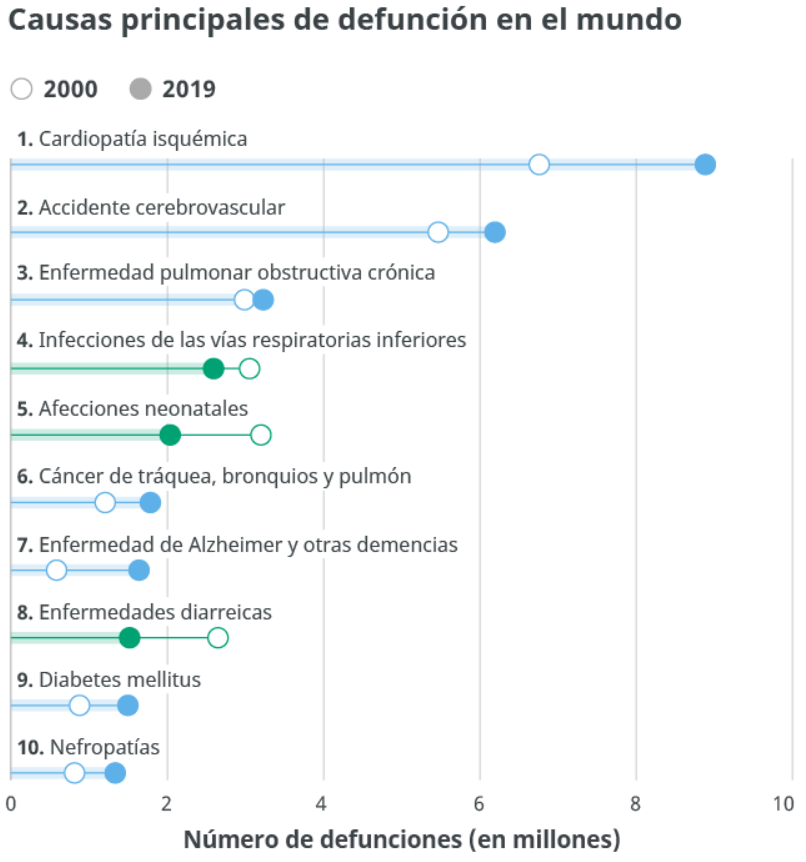 Causas principales de defunción en el mundo
2000 2019
1. Cardiopatía isquémica
2. Accidente cerebrovascular
3. Enfermedad pulmonar obstructiva crónica
4. Infecciones de las vías respiratorias inferiores
5. Afecciones neonatales
6. Cáncer de tráquea, bronquios y pulmón
7. Enfermedad de Alzheimer y otras demencias
8. Enfermedades diarreicas
9. Diabetes mellitus
10. Nefropatías
0 2 4 6 8 10
Número de defunciones (en millones)